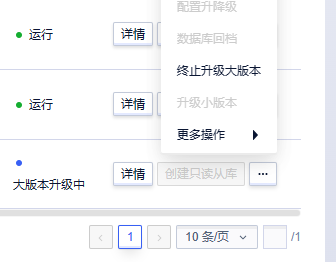 配置升降级
运行
详情
数据库回档
终止升级大版本
运行
详情
升级小版本
更多操作
大版本升级中
详情
创建只读从库
...
1
10 条/页
/1